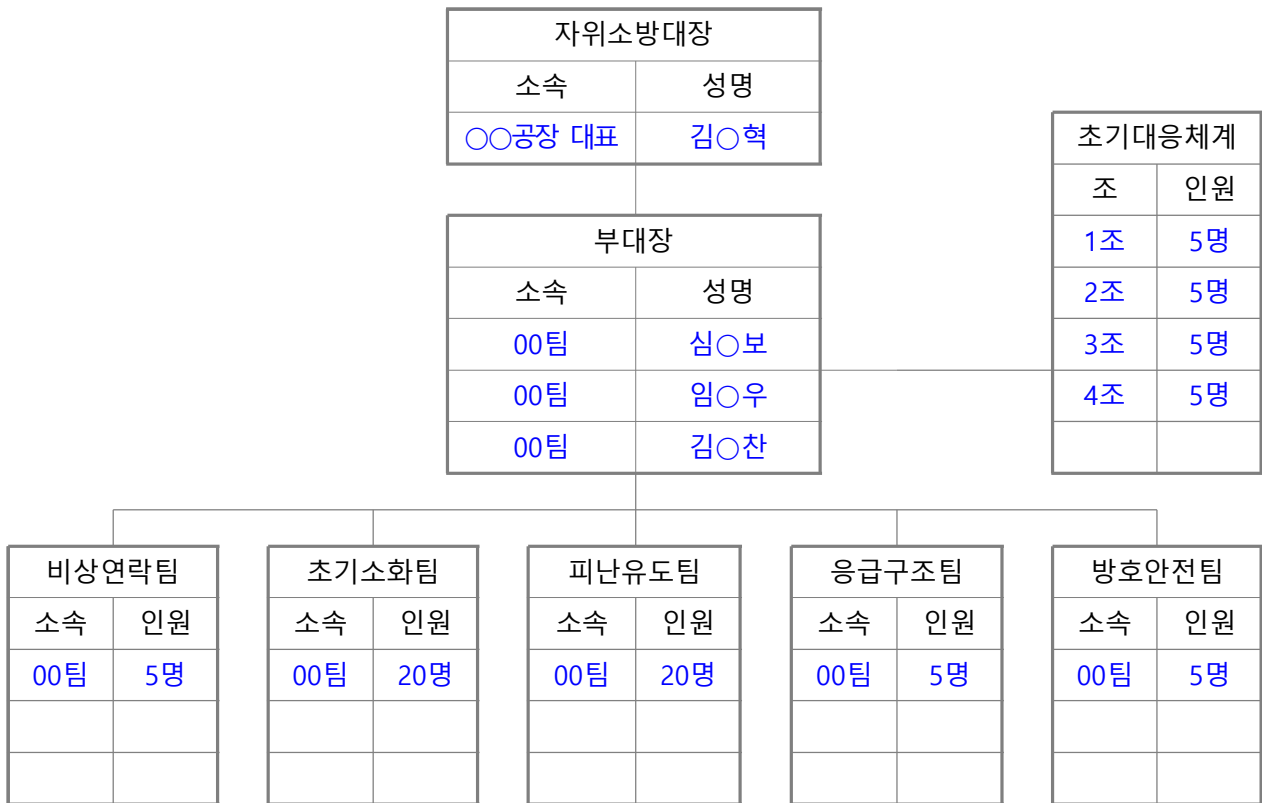 자위소방대장
소속 성명
○○공장 대표 김○혁
초기대응체계
조 인원
1조 5명
2조 5명
3조 5명
4조 5명
부대장
소속 성명
00팀 심○보
00팀 임○우
00팀 김○찬
비상연락팀
소속 인원
00팀 5명
초기소화팀
소속 인원
00팀 20명
피난유도팀
소속 인원
00팀 20명
응급구조팀
소속 인원
00팀 5명
방호안전팀
소속 인원
00팀 5명